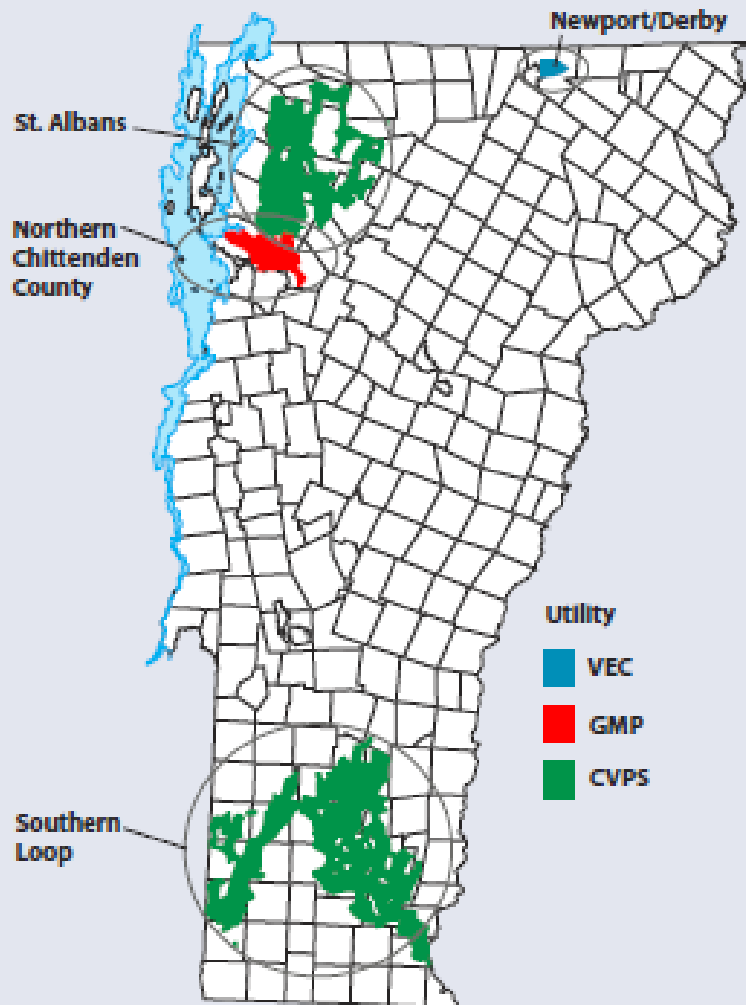 Newport/Derby
St. Albans
Northern
Chittenden
County
Utility
VEC
GMP
CVPS
Southern
Loop